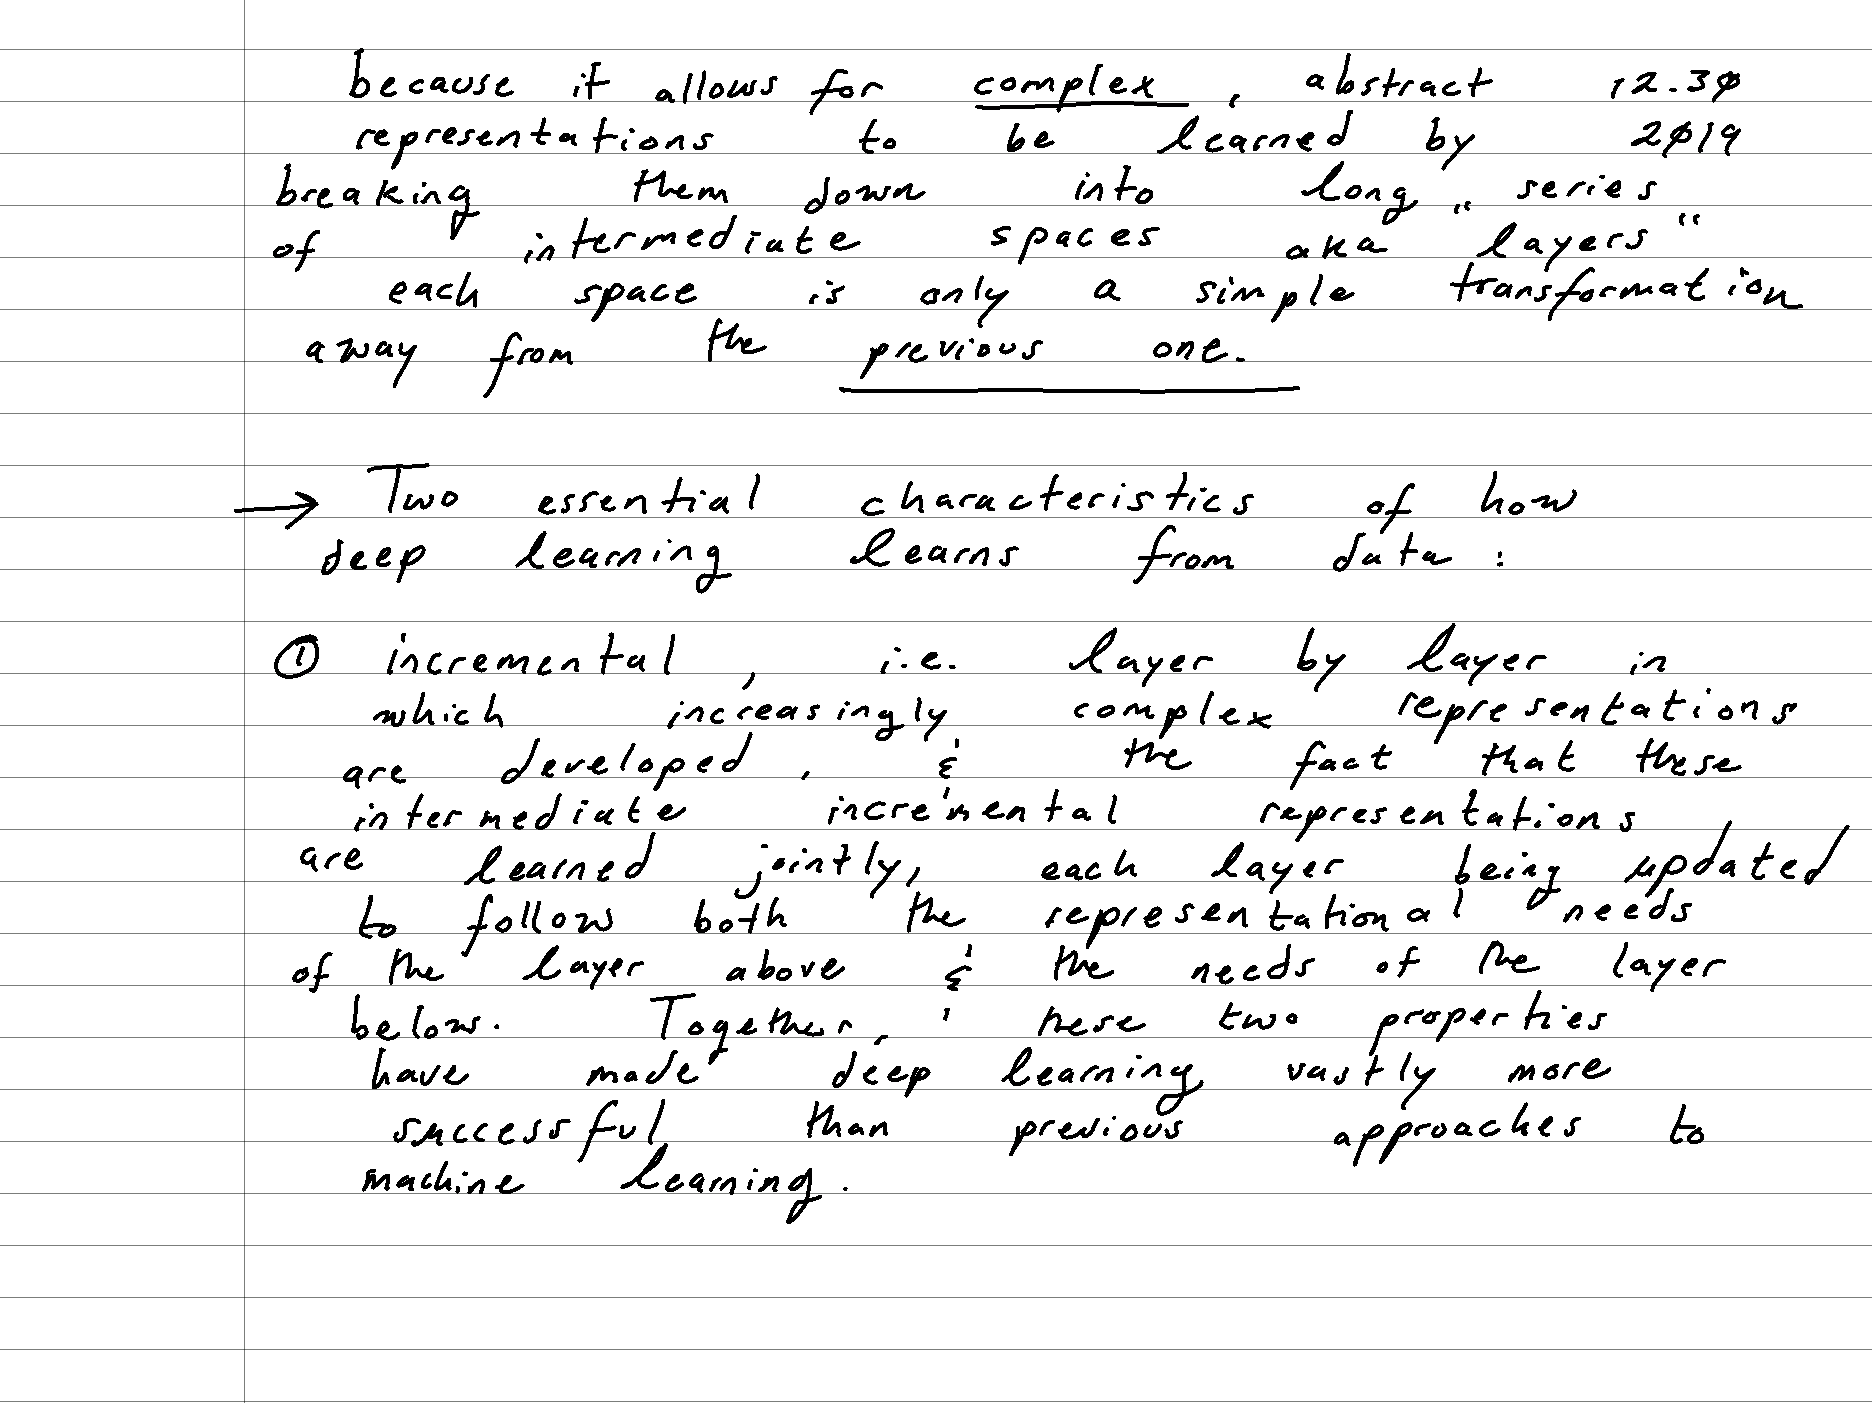 because it allows for complex, abstract 12.30
representations to be learned by 2019
breaking them down into long series
of intermediate spaces aka "layers"
each space is only a simple transformation
away from the previous one.
→ Two essential characteristics of how
deep learning learns from data:
① incremental, i.e. layer by layer in
which increasingly complex representations
are developed, & the fact that these
intermediate incremental representations
are learned jointly, each layer being updated
to follow both the representational needs
of the layer above & the needs of the layer
below. Together, these two properties
have made deep learning vastly more
successful than previous approaches to
machine learning.